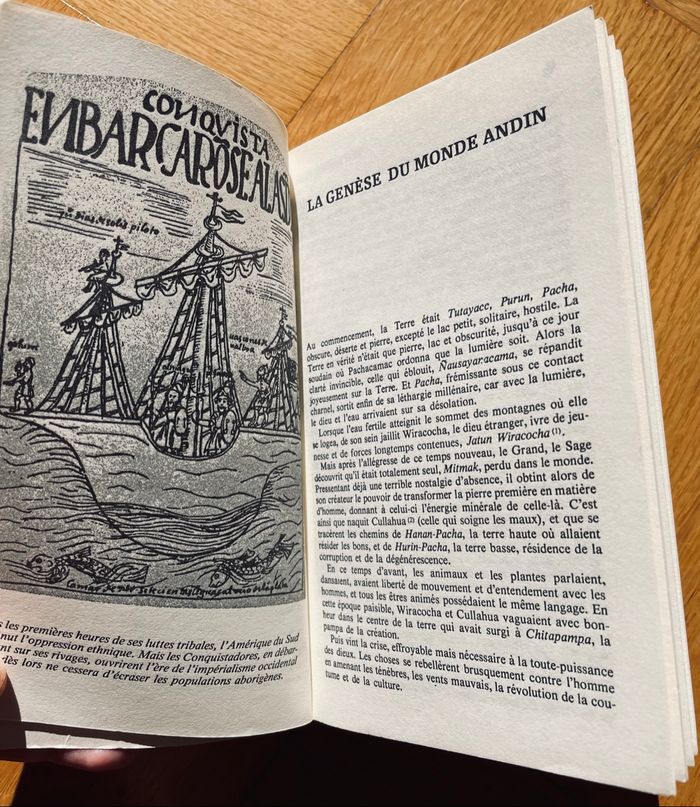 CONQVISTA
ENBARCAROSEALASI
s les premières heures de ses luttes tribales, l'Amérique du Sud
nut l'oppression ethnique. Mais les Conquistadores, en débar-
nt sur ses rivages, ouvrirent l'ère de l'impérialisme occidental
dès lors ne cessera d'écraser les populations aborigènes.
LA GENÈSE DU MONDE ANDIN
Au commencement, la Terre était Tutayacc, Purun, Pacha,
obscure, déserte et pierre, excepté le lac petit, solitaire, hostile. La
Terre en vérité n'était que pierre, lac et obscurité, jusqu'à ce jour
soudain où Pachacamac ordonna que la lumière soit. Alors la
clarté invincible, celle qui éblouit, Ñausayaracama, se répandit
joyeusement sur la Terre. Et Pacha, frémissante sous ce contact
charnel, sortit enfin de sa léthargie millénaire, car avec la lumière,
le dieu et l'eau arrivaient sur sa désolation.
Lorsque l'eau fertile atteignit le sommet des montagnes où elle
se logea, de son sein jaillit Wiracocha, le dieu étranger, ivre de jeu-
nesse et de forces longtemps contenues, Jatun Wiracocha (1).
Mais après l'allégresse de ce temps nouveau, le Grand, le Sage
découvrit qu'il était totalement seul, Mitmak, perdu dans le monde.
Pressentant déjà une terrible nostalgie d'absence, il obtint alors de
son créateur le pouvoir de transformer la pierre première en matière
d'homme, donnant à celui-ci l'énergie minérale de celle-là. C'est
ainsi que naquit Cullahua (2) (celle qui soigne les maux), et que se
tracèrent les chemins de Hanan-Pacha, la terre haute où allaient
résider les bons, et de Hurin-Pacha, la terre basse, résidence de la
corruption et de la dégénérescence.
En ce temps d'avant, les animaux et les plantes parlaient,
dansaient, avaient liberté de mouvement et d'entendement avec les
hommes, et tous les êtres animés possédaient le même langage. En
cette époque paisible, Wiracocha et Cullahua vaguaient avec bon-
heur dans le centre de la terre qui avait surgi à Chitapampa, la
pampa de la création.
Puis vint la crise, effroyable mais nécessaire à la toute-puissance
des dieux. Les choses se rebellèrent brusquement contre l'homme
en amenant les ténèbres, les vents mauvais, la révolution de la cou-
tume et de la culture.